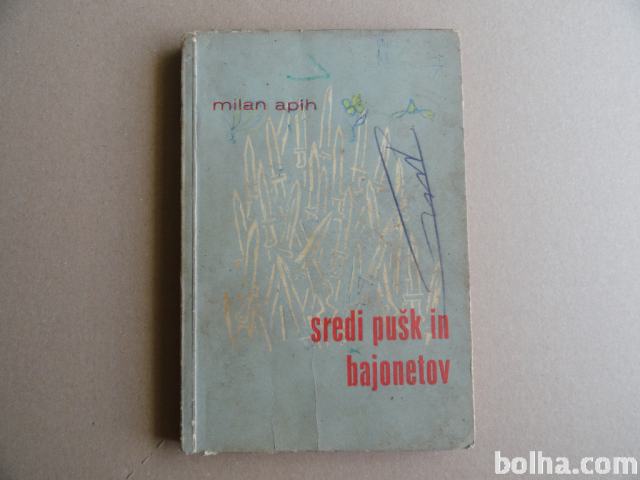 milan apih
sredi pušk in
bajonetov
bolha.com